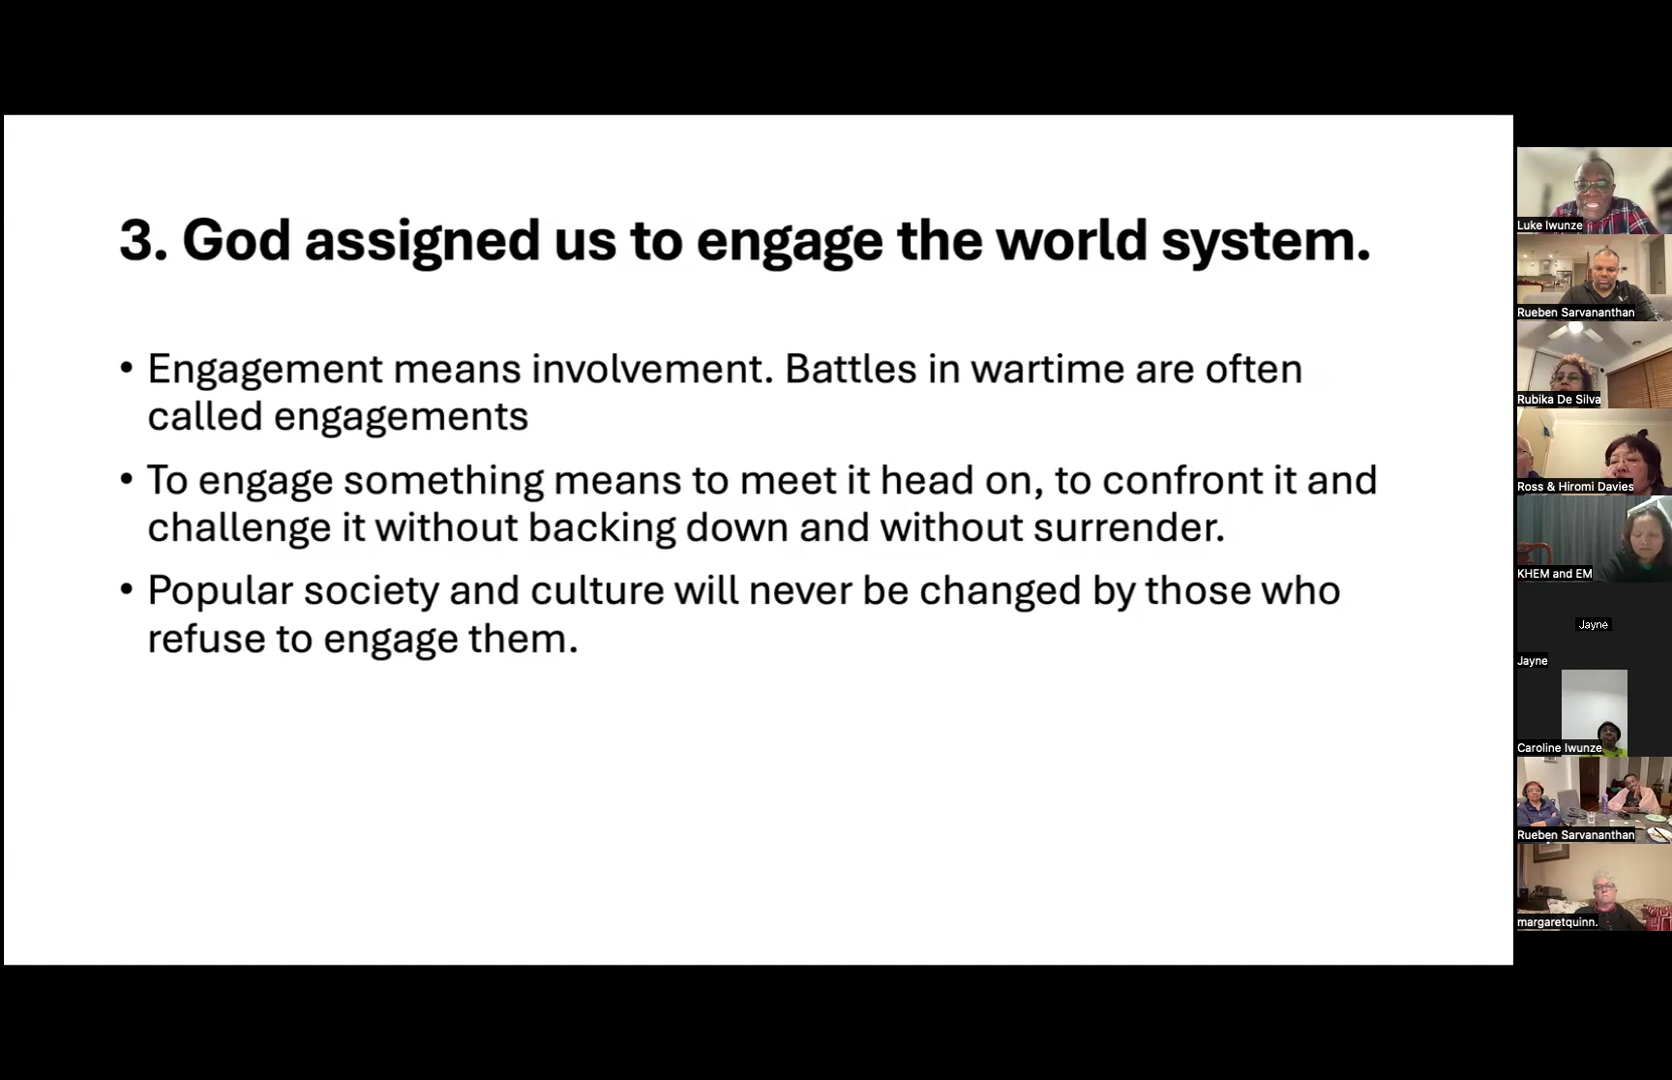 3. God assigned us to engage the world system.
• Engagement means involvement. Battles in wartime are often
called engagements
• To engage something means to meet it head on, to confront it and
challenge it without backing down and without surrender.
• Popular society and culture will never be changed by those who
refuse to engage them.
Luke Iwunze
Rueben Sarvananthan
Rubika De Silva
Ross & Hiromi Davies
KHEM and EM
Jayne
Jayne
Caroline Iwunze
Rueben Sarvananthan
margaretquinn.